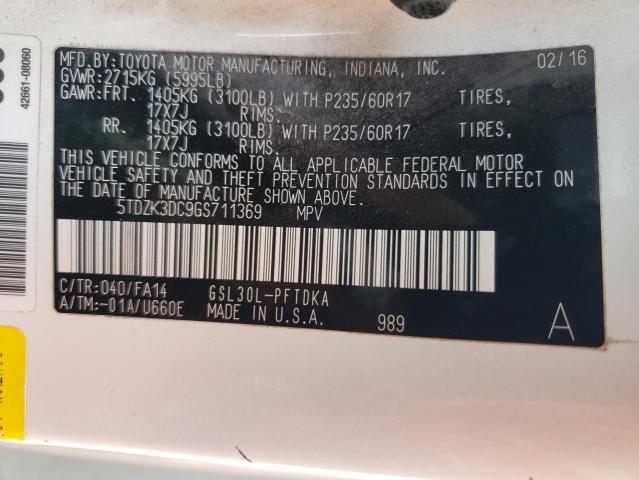 MFD.BY:TOYOTA MOTOR MANUFACTURING, INDIANA, INC. 02/16
GVWR:2715KG (5995LB)
GAWR:FRT. 1405KG (3100LB) WITH P235/60R17 TIRES,
17X7J RIMS.
RR. 1405KG (3100LB) WITH P235/60R17 TIRES,
17X7J RIMS.
THIS VEHICLE CONFORMS TO ALL APPLICABLE FEDERAL MOTOR
VEHICLE SAFETY AND THEFT PREVENTION STANDARDS IN EFFECT ON
THE DATE OF MANUFACTURE SHOWN ABOVE.
5TDZK3DC9GS711369 MPV
C/TR:040/FA14 GSL30L-PFTDKA
A/TM:-01A/U660E MADE IN U.S.A. 989 A
42661-08060